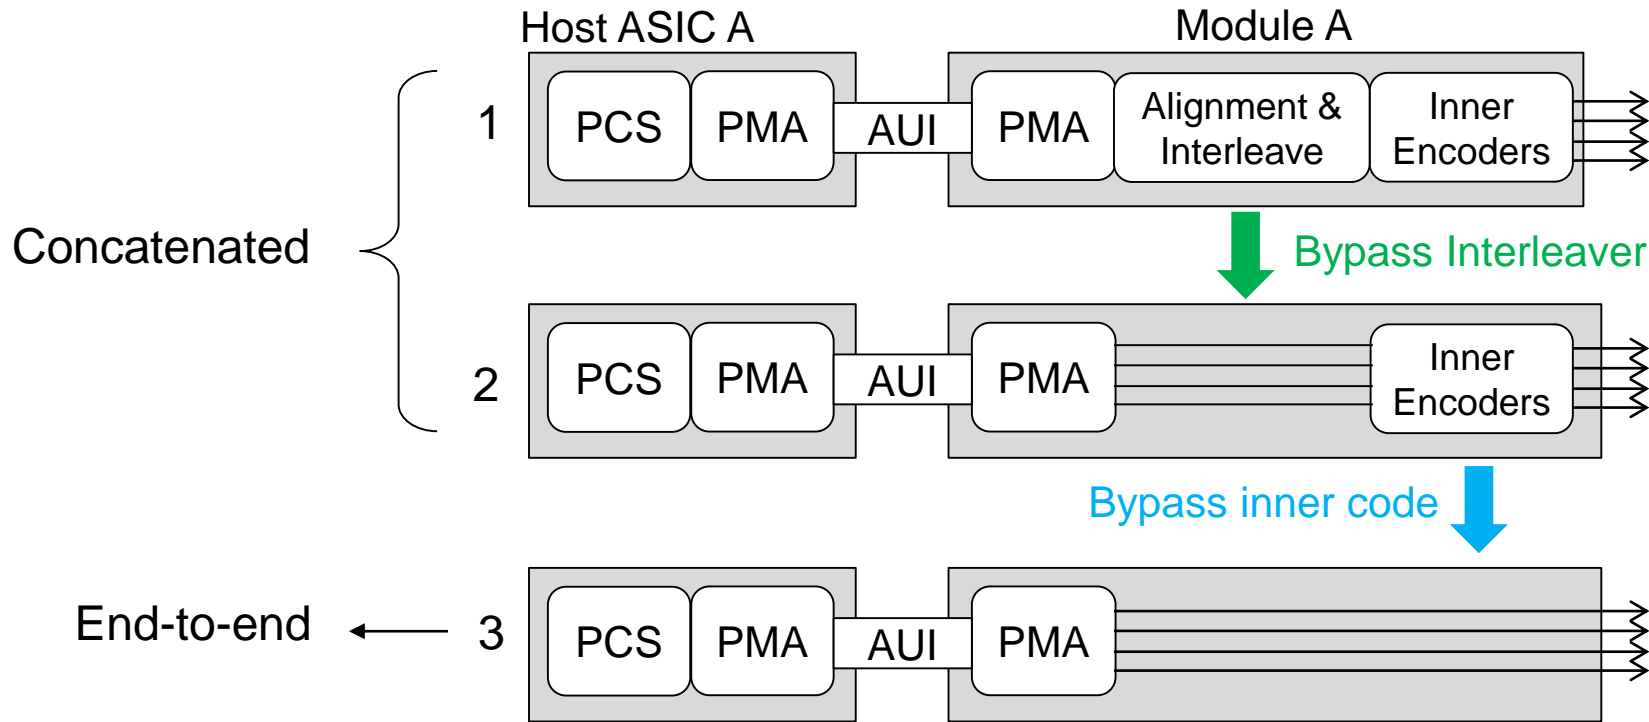 Host ASIC A
Module A
1
PCS
PMA
AUI
PMA
Alignment &
Interleave
Inner
Encoders
Concatenated
Bypass Interleaver
2
PCS
PMA
AUI
PMA
Inner
Encoders
Bypass inner code
End-to-end
3
PCS
PMA
AUI
PMA